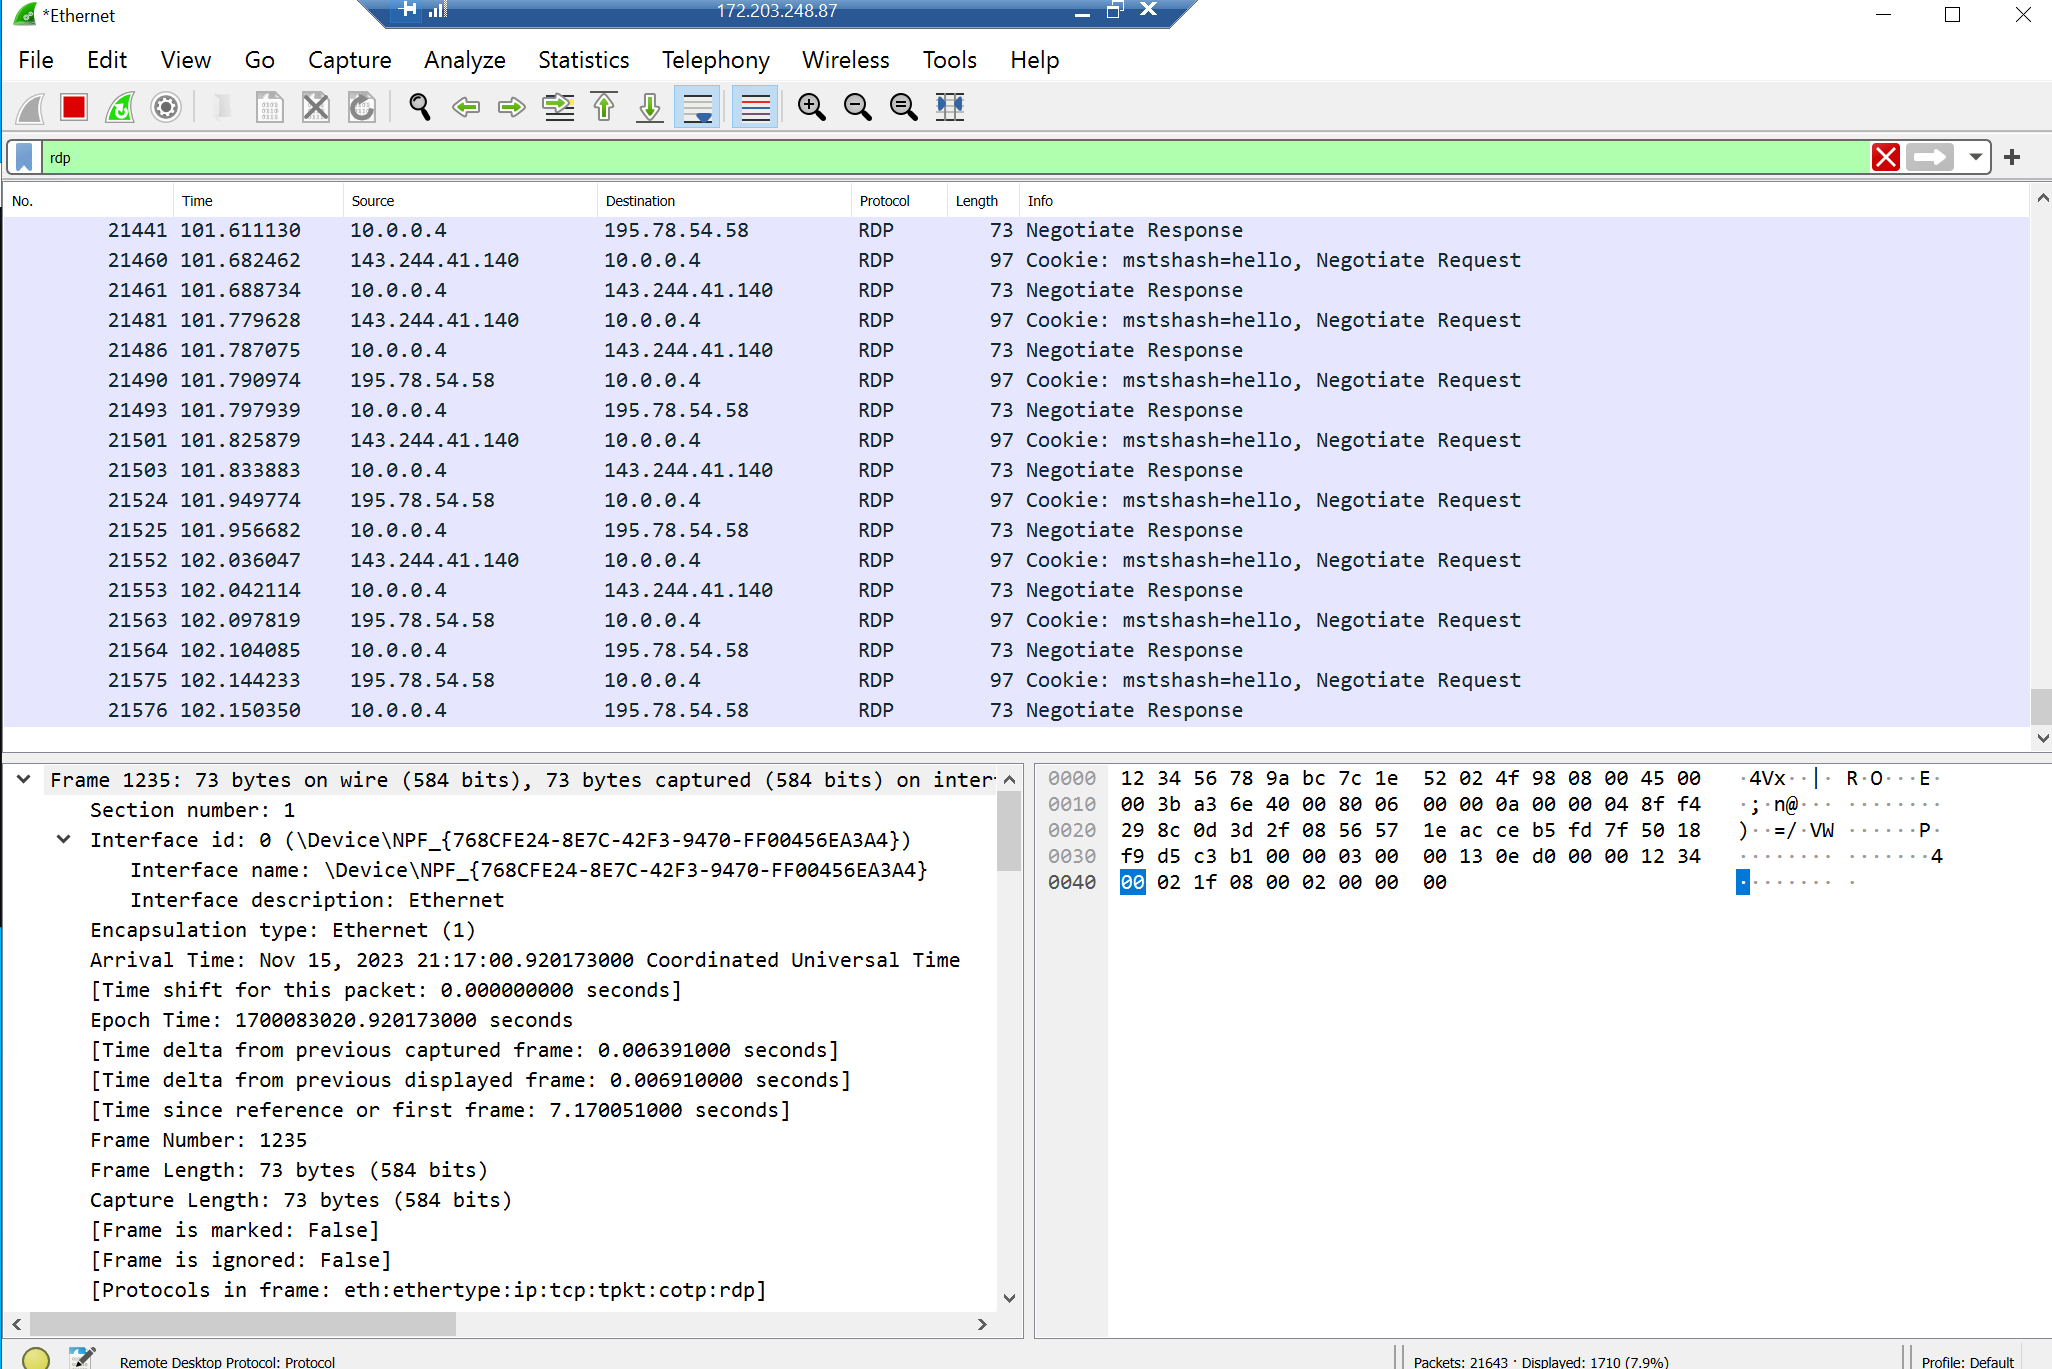 *Ethernet
172.203.248.87
File Edit View Go Capture Analyze Statistics Telephony Wireless Tools Help
rdp
No. Time Source Destination Protocol Length Info
21441 101.611130 10.0.0.4 195.78.54.58 RDP 73 Negotiate Response
21460 101.682462 143.244.41.140 10.0.0.4 RDP 97 Cookie: mstshash=hello, Negotiate Request
21461 101.688734 10.0.0.4 143.244.41.140 RDP 73 Negotiate Response
21481 101.779628 143.244.41.140 10.0.0.4 RDP 97 Cookie: mstshash=hello, Negotiate Request
21486 101.787075 10.0.0.4 143.244.41.140 RDP 73 Negotiate Response
21490 101.790974 195.78.54.58 10.0.0.4 RDP 97 Cookie: mstshash=hello, Negotiate Request
21493 101.797939 10.0.0.4 195.78.54.58 RDP 73 Negotiate Response
21501 101.825879 143.244.41.140 10.0.0.4 RDP 97 Cookie: mstshash=hello, Negotiate Request
21503 101.833883 10.0.0.4 143.244.41.140 RDP 73 Negotiate Response
21524 101.949774 195.78.54.58 10.0.0.4 RDP 97 Cookie: mstshash=hello, Negotiate Request
21525 101.956682 10.0.0.4 195.78.54.58 RDP 73 Negotiate Response
21552 102.036047 143.244.41.140 10.0.0.4 RDP 97 Cookie: mstshash=hello, Negotiate Request
21553 102.042114 10.0.0.4 143.244.41.140 RDP 73 Negotiate Response
21563 102.097819 195.78.54.58 10.0.0.4 RDP 97 Cookie: mstshash=hello, Negotiate Request
21564 102.104085 10.0.0.4 195.78.54.58 RDP 73 Negotiate Response
21575 102.144233 195.78.54.58 10.0.0.4 RDP 97 Cookie: mstshash=hello, Negotiate Request
21576 102.150350 10.0.0.4 195.78.54.58 RDP 73 Negotiate Response
Frame 1235: 73 bytes on wire (584 bits), 73 bytes captured (584 bits) on inter
Section number: 1
Interface id: 0 (\Device\NPF_{768CFE24-8E7C-42F3-9470-FF00456EA3A4})
Interface name: \Device\NPF_{768CFE24-8E7C-42F3-9470-FF00456EA3A4}
Interface description: Ethernet
Encapsulation type: Ethernet (1)
Arrival Time: Nov 15, 2023 21:17:00.920173000 Coordinated Universal Time
[Time shift for this packet: 0.000000000 seconds]
Epoch Time: 1700083020.920173000 seconds
[Time delta from previous captured frame: 0.006391000 seconds]
[Time delta from previous displayed frame: 0.006910000 seconds]
[Time since reference or first frame: 7.170051000 seconds]
Frame Number: 1235
Frame Length: 73 bytes (584 bits)
Capture Length: 73 bytes (584 bits)
[Frame is marked: False]
[Frame is ignored: False]
[Protocols in frame: eth:ethertype:ip:tcp:tpkt:cotp:rdp]
0000 12 34 56 78 9a bc 7c 1e 52 02 4f 98 08 00 45 00 ·4Vx··|· R·O···E·
0010 00 3b a3 6e 40 00 80 06 00 00 0a 00 00 04 8f f4 ·;·n@··· ········
0020 29 8c 0d 3d 2f 08 56 57 1e ac ce b5 fd 7f 50 18 )··=/·VW ······P·
0030 f9 d5 c3 b1 00 00 03 00 00 13 0e d0 00 00 12 34 ········ ·······4
0040 00 02 1f 08 00 02 00 00 00 ········ ·
Remote Desktop Protocol: Protocol
Packets: 21643 · Displayed: 1710 (7.9%)
Profile: Default